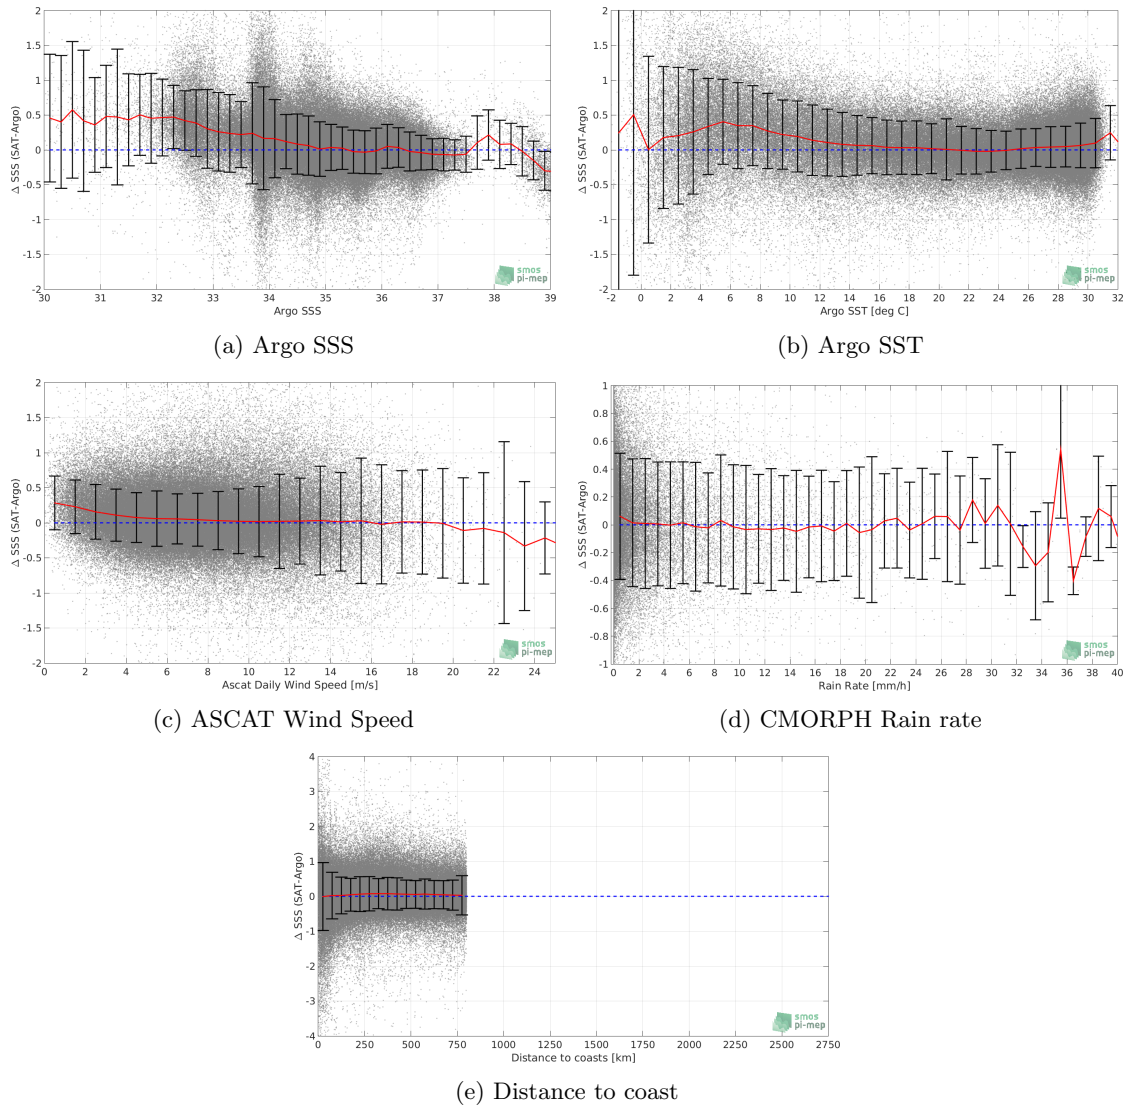 2
1.5
1
0.5
0
-0.5
-1
-1.5
-2
Δ SSS (SAT-Argo)
30 31 32 33 34 35 36 37 38 39
Argo SSS
smos
pi-mep
(a) Argo SSS
2
1.5
1
0.5
0
-0.5
-1
-1.5
-2
Δ SSS (SAT-Argo)
-2 0 2 4 6 8 10 12 14 16 18 20 22 24 26 28 30 32
Argo SST [deg C]
smos
pi-mep
(b) Argo SST
2
1.5
1
0.5
0
-0.5
-1
-1.5
-2
Δ SSS (SAT-Argo)
0 2 4 6 8 10 12 14 16 18 20 22 24
Ascat Daily Wind Speed [m/s]
smos
pi-mep
(c) ASCAT Wind Speed
1
0.8
0.6
0.4
0.2
0
-0.2
-0.4
-0.6
-0.8
-1
Δ SSS (SAT-Argo)
0 2 4 6 8 10 12 14 16 18 20 22 24 26 28 30 32 34 36 38 40
Rain Rate [mm/h]
smos
pi-mep
(d) CMORPH Rain rate
4
3
2
1
0
-1
-2
-3
-4
Δ SSS (SAT-Argo)
0 250 500 750 1000 1250 1500 1750 2000 2250 2500 2750
Distance to coasts [km]
smos
pi-mep
(e) Distance to coast